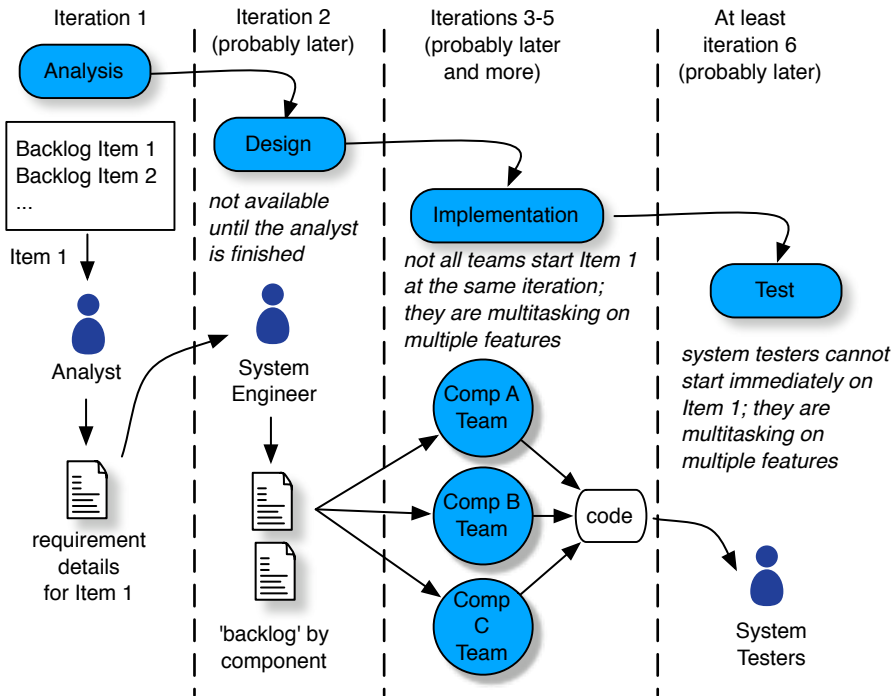 Iteration 1
Analysis
Backlog Item 1
Backlog Item 2
...
Item 1
Analyst
requirement
details
for Item 1
Iteration 2
(probably later)
Design
not available
until the analyst
is finished
System
Engineer
'backlog' by
component
Iterations 3-5
(probably later
and more)
Implementation
not all teams start Item 1
at the same iteration;
they are multitasking on
multiple features
Comp A
Team
Comp B
Team
Comp
C
Team
code
At least
iteration 6
(probably later)
Test
system testers cannot
start immediately on
Item 1; they are
multitasking on
multiple features
System
Testers